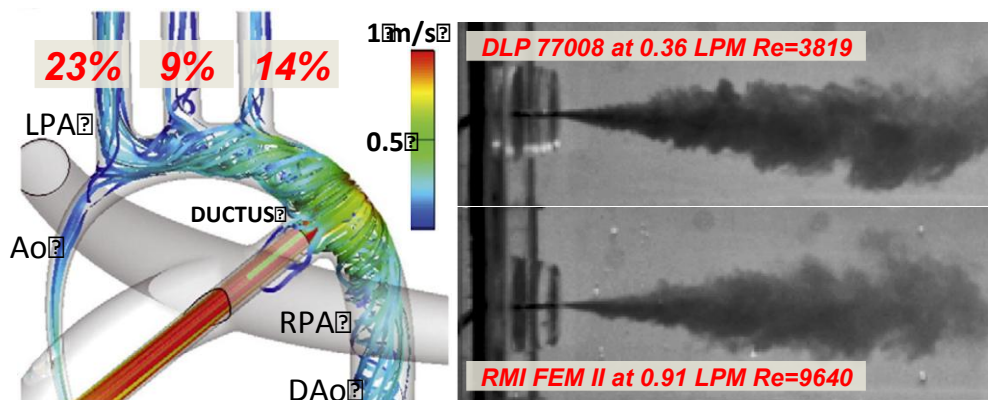 23% 9% 14%
1 m/s
LPA
0.5
DUCTUS
Ao
RPA
DAo
DLP 77008 at 0.36 LPM Re=3819
RMI FEM II at 0.91 LPM Re=9640